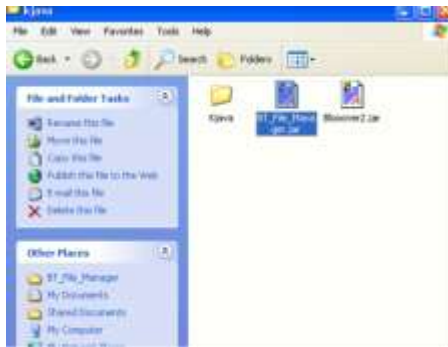 kjava
File Edit View Favorites Tools Help
Back Search Folders
File and Folder Tasks
Rename this file
Move this file
Copy this file
Publish this file to the Web
E-mail this file
Delete this file
Other Places
BT_File_Manager
My Documents
Shared Documents
My Computer
Kjava
BT_File_Mana
ger.jar
Blooover2.jar